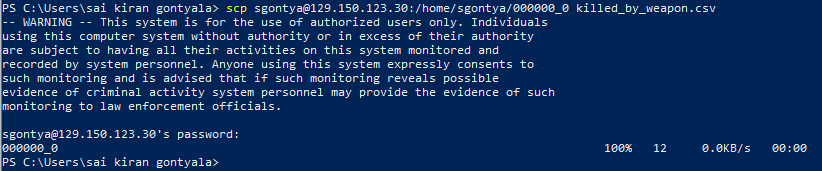 PS C:\Users\sai kiran gontyala> scp sgontya@129.150.123.30:/home/sgontya/000000_0 killed_by_weapon.csv
-- WARNING -- This system is for the use of authorized users only. Individuals
using this computer system without authority or in excess of their authority
are subject to having all their activities on this system monitored and
recorded by system personnel. Anyone using this system expressly consents to
such monitoring and is advised that if such monitoring reveals possible
evidence of criminal activity system personnel may provide the evidence of such
monitoring to law enforcement officials.
sgontya@129.150.123.30's password:
000000_0 100% 12 0.0KB/s 00:00
PS C:\Users\sai kiran gontyala>